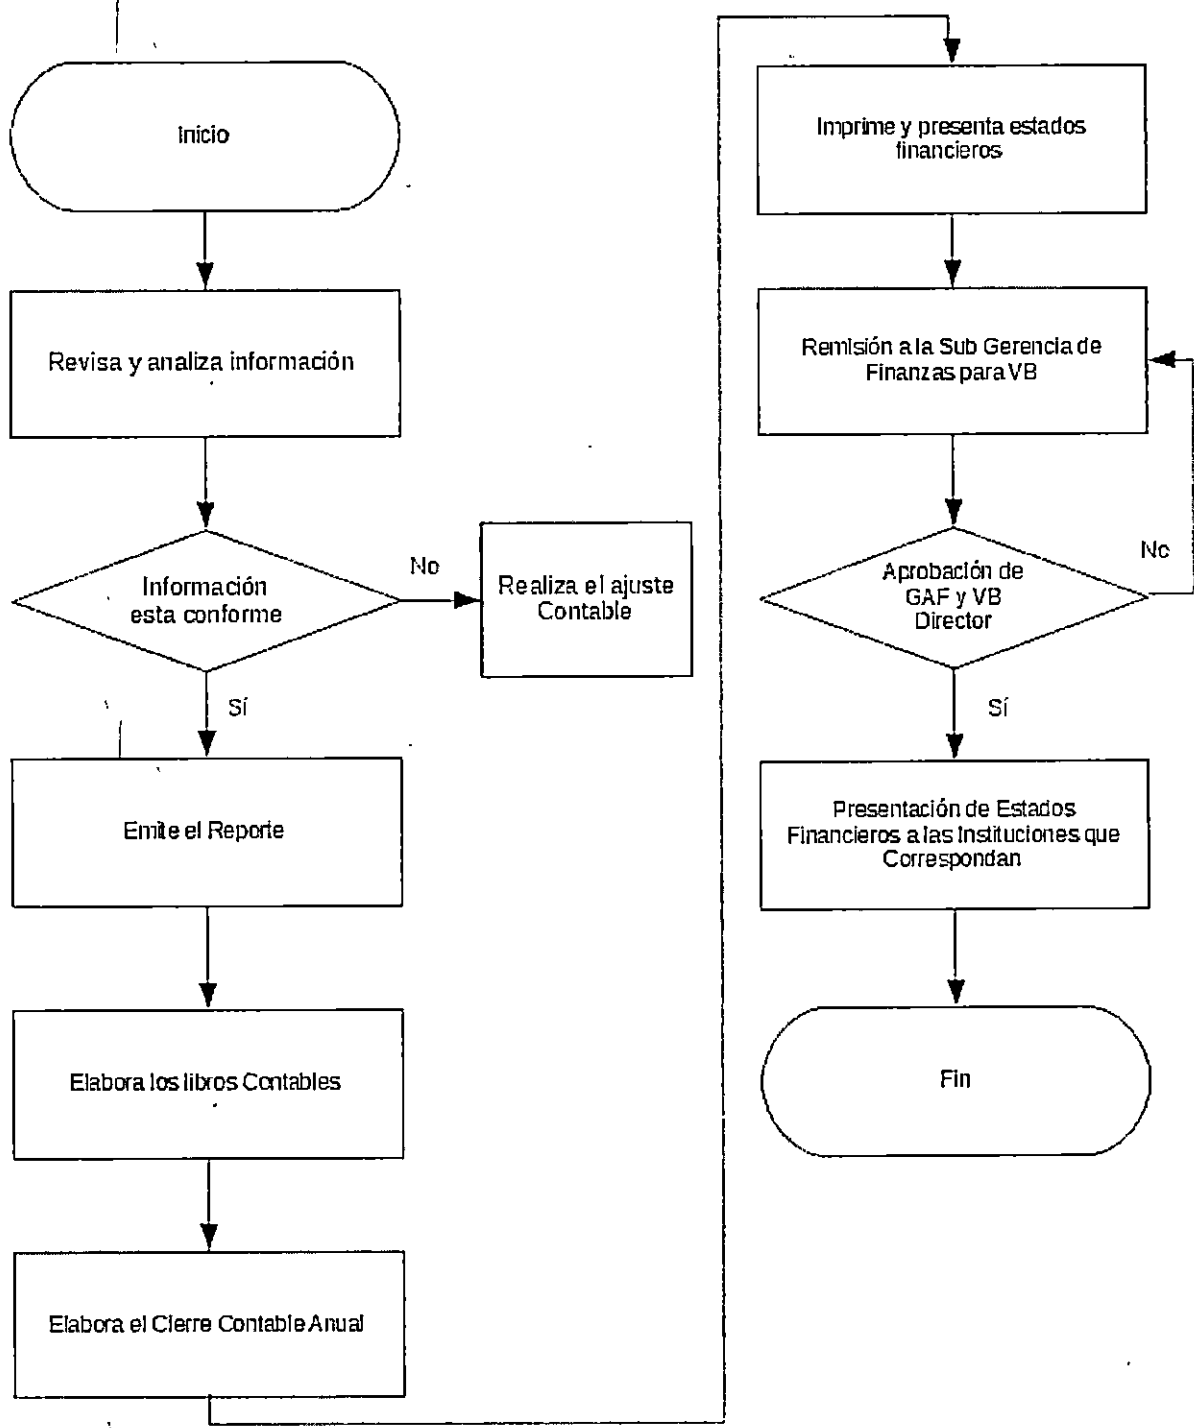 Inicio
Revisa y analiza información
Información
esta conforme
No
Realiza el ajuste
Contable
Sí
Emite el Reporte
Elabora los libros Contables
Elabora el Cierre Contable Anual
Imprime y presenta estados
financieros
Remisión a la Sub Gerencia de
Finanzas para VB
Aprobación de
GAF y VB
Director
No
Sí
Presentación de Estados
Financieros a las Instituciones que
Correspondan
Fin